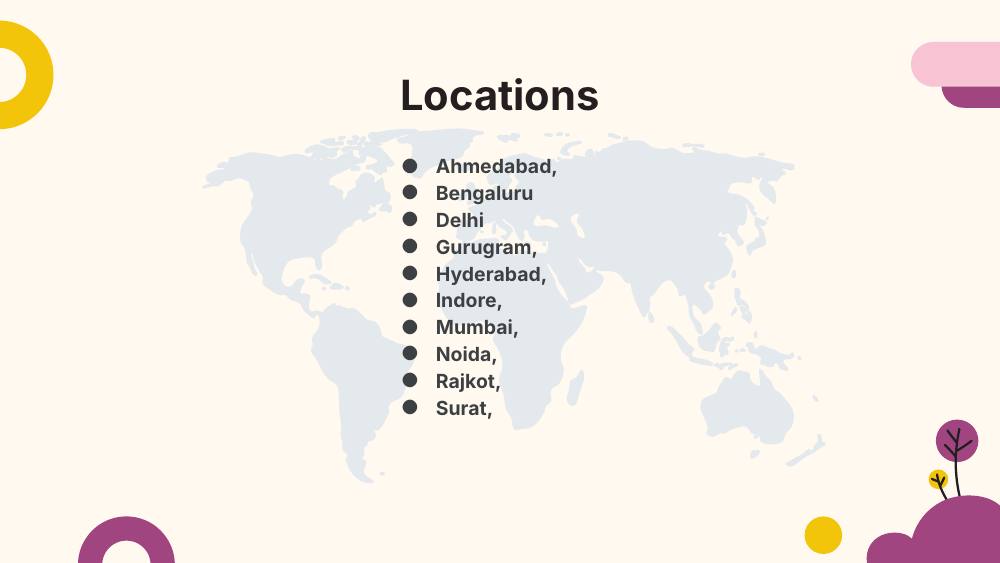 Locations
● Ahmedabad,
● Bengaluru
● Delhi
● Gurugram,
● Hyderabad,
● Indore,
● Mumbai,
● Noida,
● Rajkot,
● Surat,